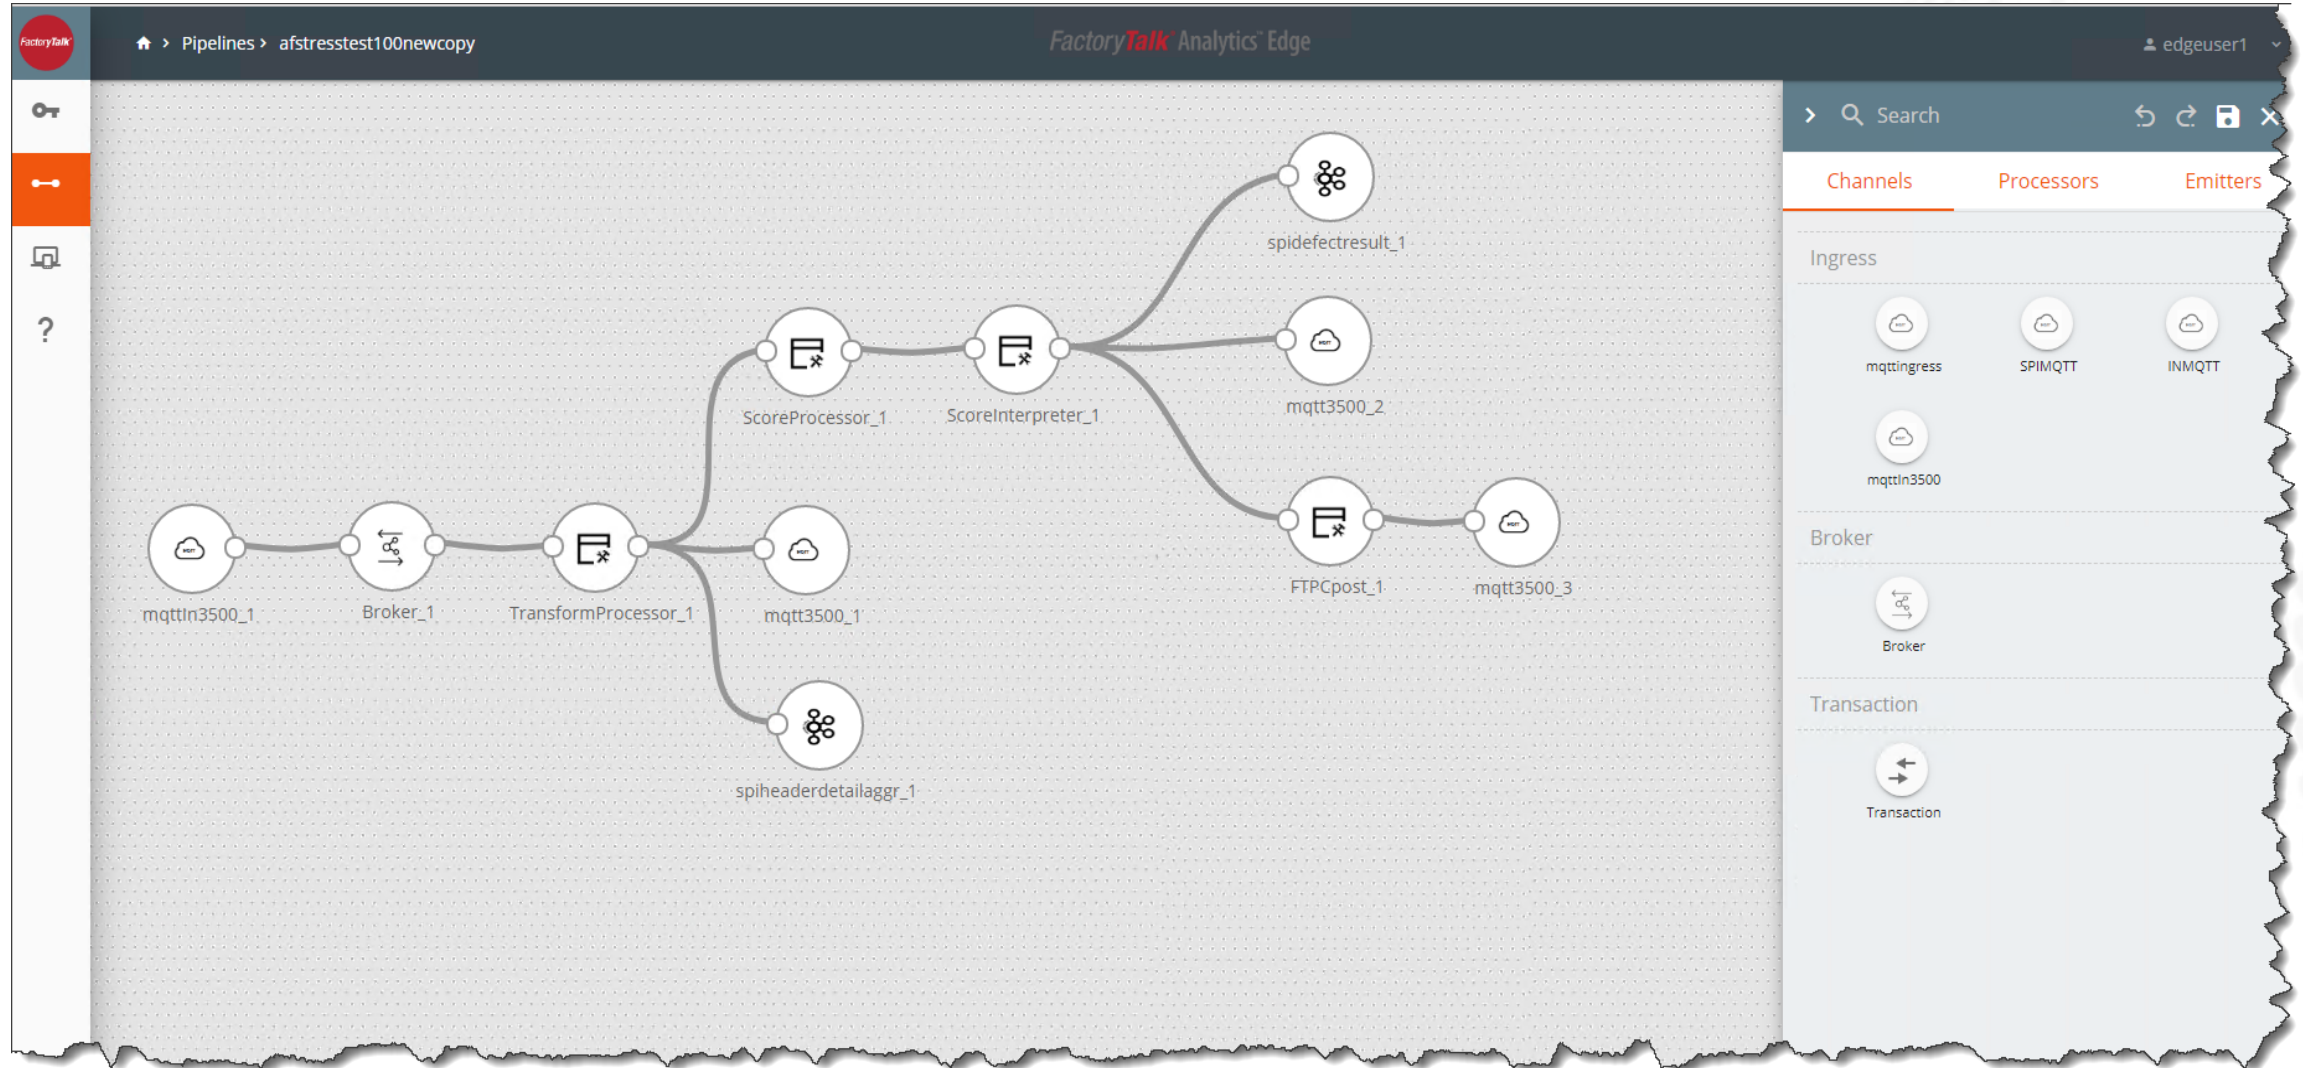 FactoryTalk
Pipelines > afstresstest100newcopy
FactoryTalk® Analytics™ Edge
edgeuser1
Search
Channels Processors Emitters
Ingress
mqttingress SPIMQTT INMQTT
mqttIn3500
Broker
Broker
Transaction
Transaction
spidefectresult_1
mqtt3500_2
ScoreProcessor_1 ScoreInterpreter_1
FTPCpost_1 mqtt3500_3
mqttIn3500_1 Broker_1 TransformProcessor_1 mqtt3500_1
spiheaderdetailaggr_1